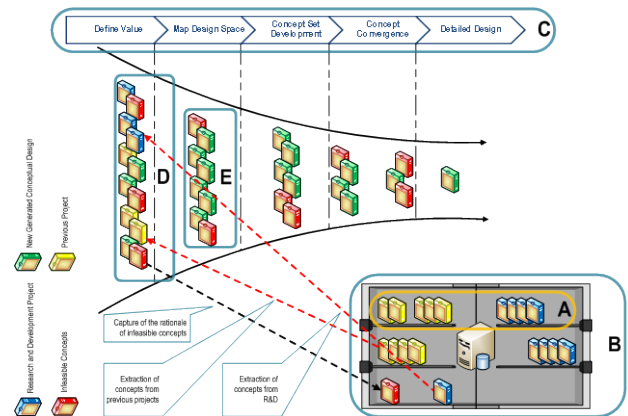 Define Value
Map Design Space
Concept Set
Development
Concept
Convergence
Detailed Design
C
D
E
New Generated Conceptual Design
Previous Project
Research and Development Project
Infeasible Concepts
Capture of the rationale
of infeasible concepts
Extraction of
concepts from
previous projects
Extraction of
concepts from
R&D
A
B